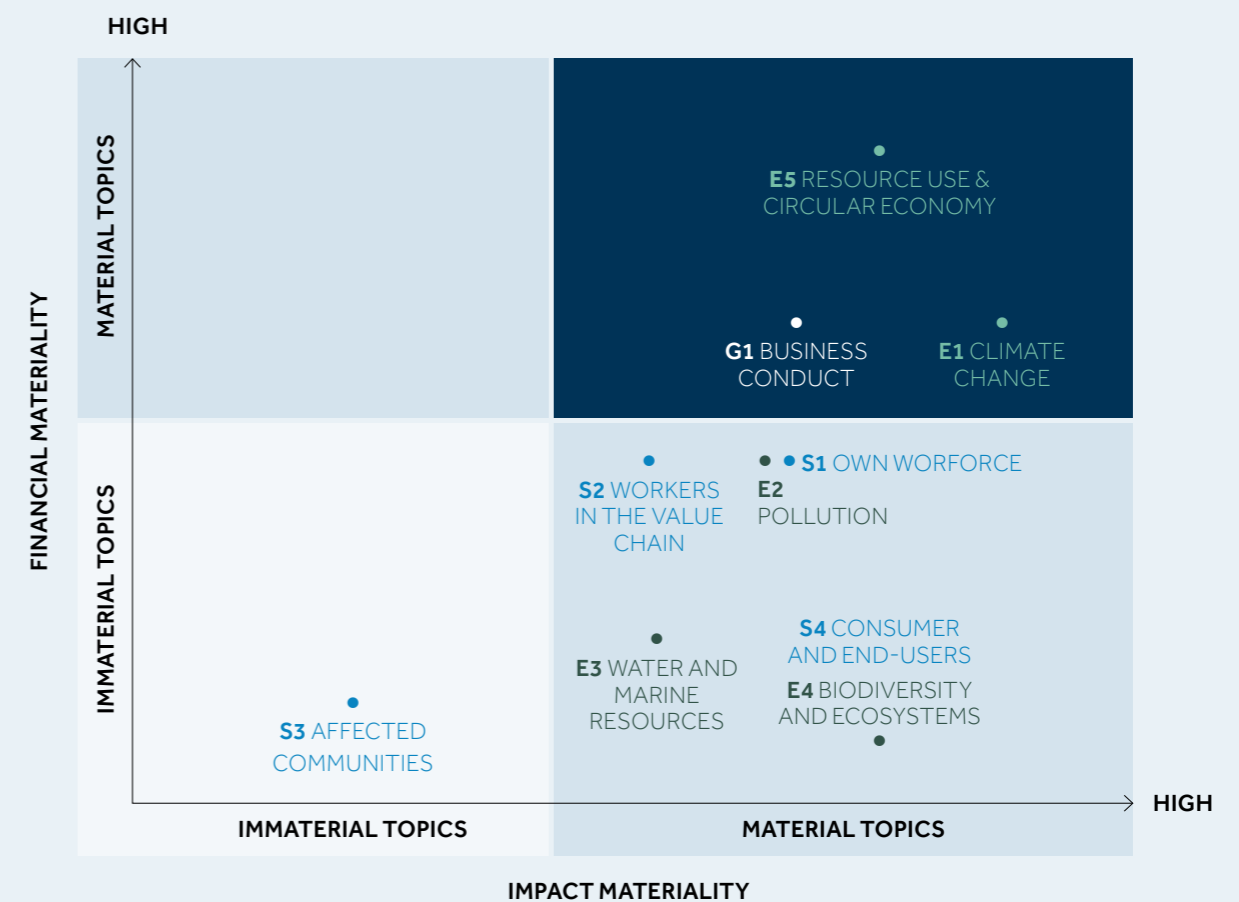 HIGH
MATERIAL TOPICS
E5 RESOURCE USE &
CIRCULAR ECONOMY
G1 BUSINESS
CONDUCT
E1 CLIMATE
CHANGE
FINANCIAL MATERIALITY
IMMATERIAL TOPICS
S2 WORKERS
IN THE VALUE
CHAIN
S1 OWN WORFORCE
E2
POLLUTION
E3 WATER AND
MARINE
RESOURCES
S4 CONSUMER
AND END-USERS
E4 BIODIVERSITY
AND ECOSYSTEMS
S3 AFFECTED
COMMUNITIES
HIGH
IMMATERIAL TOPICS
MATERIAL TOPICS
IMPACT MATERIALITY